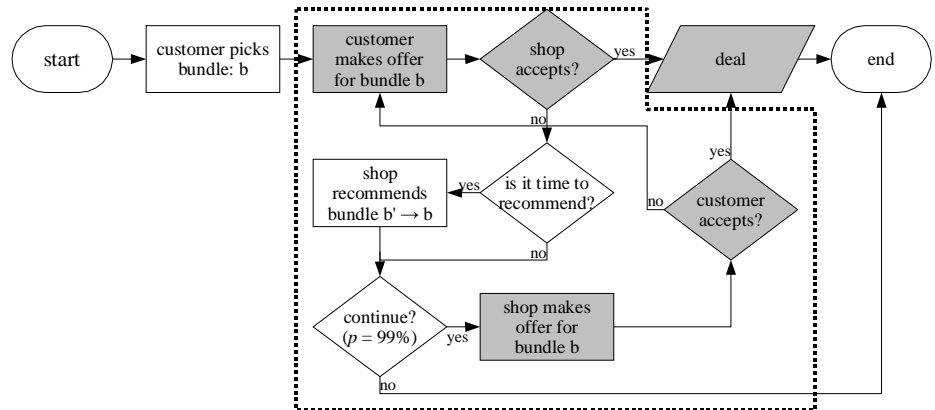 start
customer picks
bundle: b
customer
makes offer
for bundle b
shop
accepts?
yes
deal
end
no
shop
recommends
bundle b' → b
yes
is it time to
recommend?
no
yes
customer
accepts?
no
continue?
(p = 99%)
yes
shop makes
offer for
bundle b
no